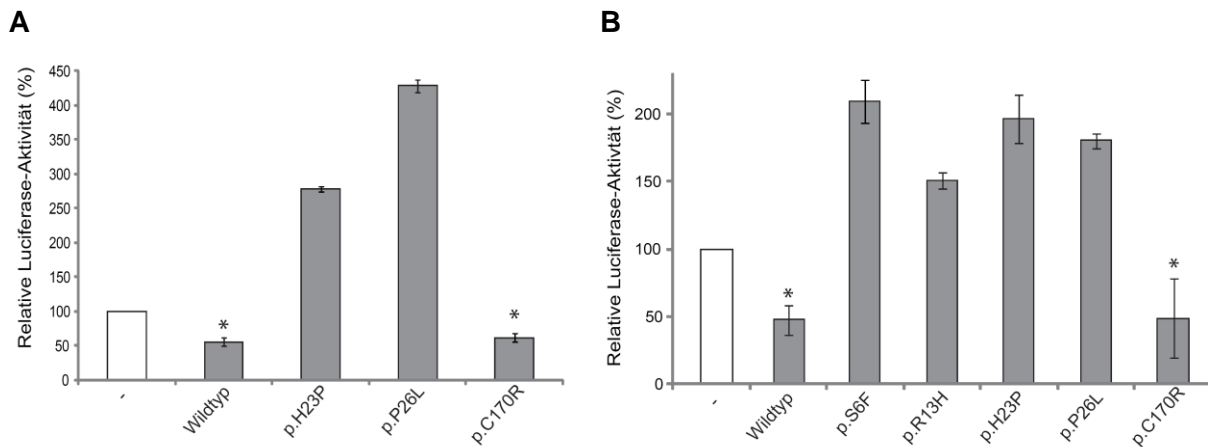 A
Relative Luciferase-Aktivität (%)
450
400
350
300
250
200
150
100
50
0
*
*
-
Wildtyp
p.H23P
p.P26L
p.C170R
B
Relative Luciferase-Aktivtät (%)
200
150
100
50
0
*
*
-
Wildtyp
p.S6F
p.R13H
p.H23P
p.P26L
p.C170R